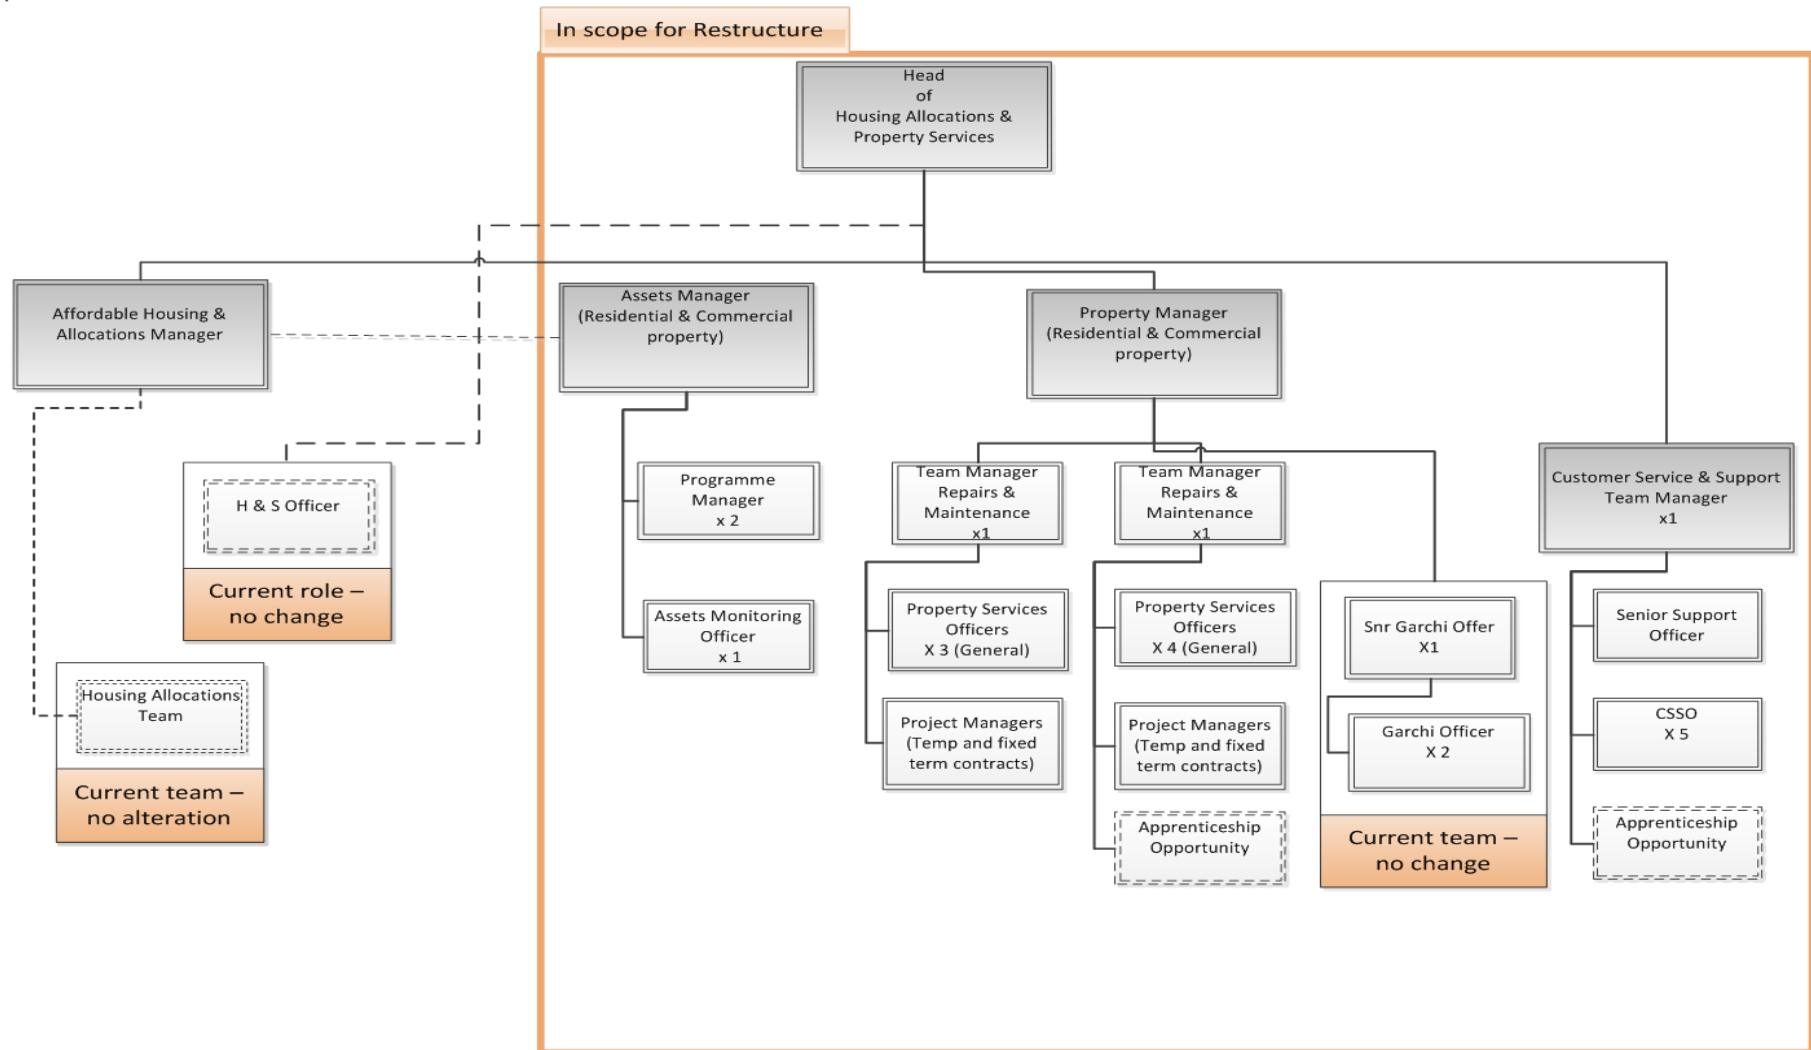 In scope for Restructure
Head
of
Housing Allocations &
Property Services
Affordable Housing &
Allocations Manager
Assets Manager
(Residential & Commercial
property)
Property Manager
(Residential & Commercial
property)
Customer Service & Support
Team Manager
x1
H & S Officer
Current role –
no change
Housing Allocations
Team
Current team –
no alteration
Programme
Manager
x 2
Assets Monitoring
Officer
x 1
Team Manager
Repairs &
Maintenance
x1
Property Services
Officers
X 3 (General)
Project Managers
(Temp and fixed
term contracts)
Team Manager
Repairs &
Maintenance
x1
Property Services
Officers
X 4 (General)
Project Managers
(Temp and fixed
term contracts)
Apprenticeship
Opportunity
Snr Garchi Offer
X1
Garchi Officer
X 2
Current team –
no change
Senior Support
Officer
CSSO
X 5
Apprenticeship
Opportunity